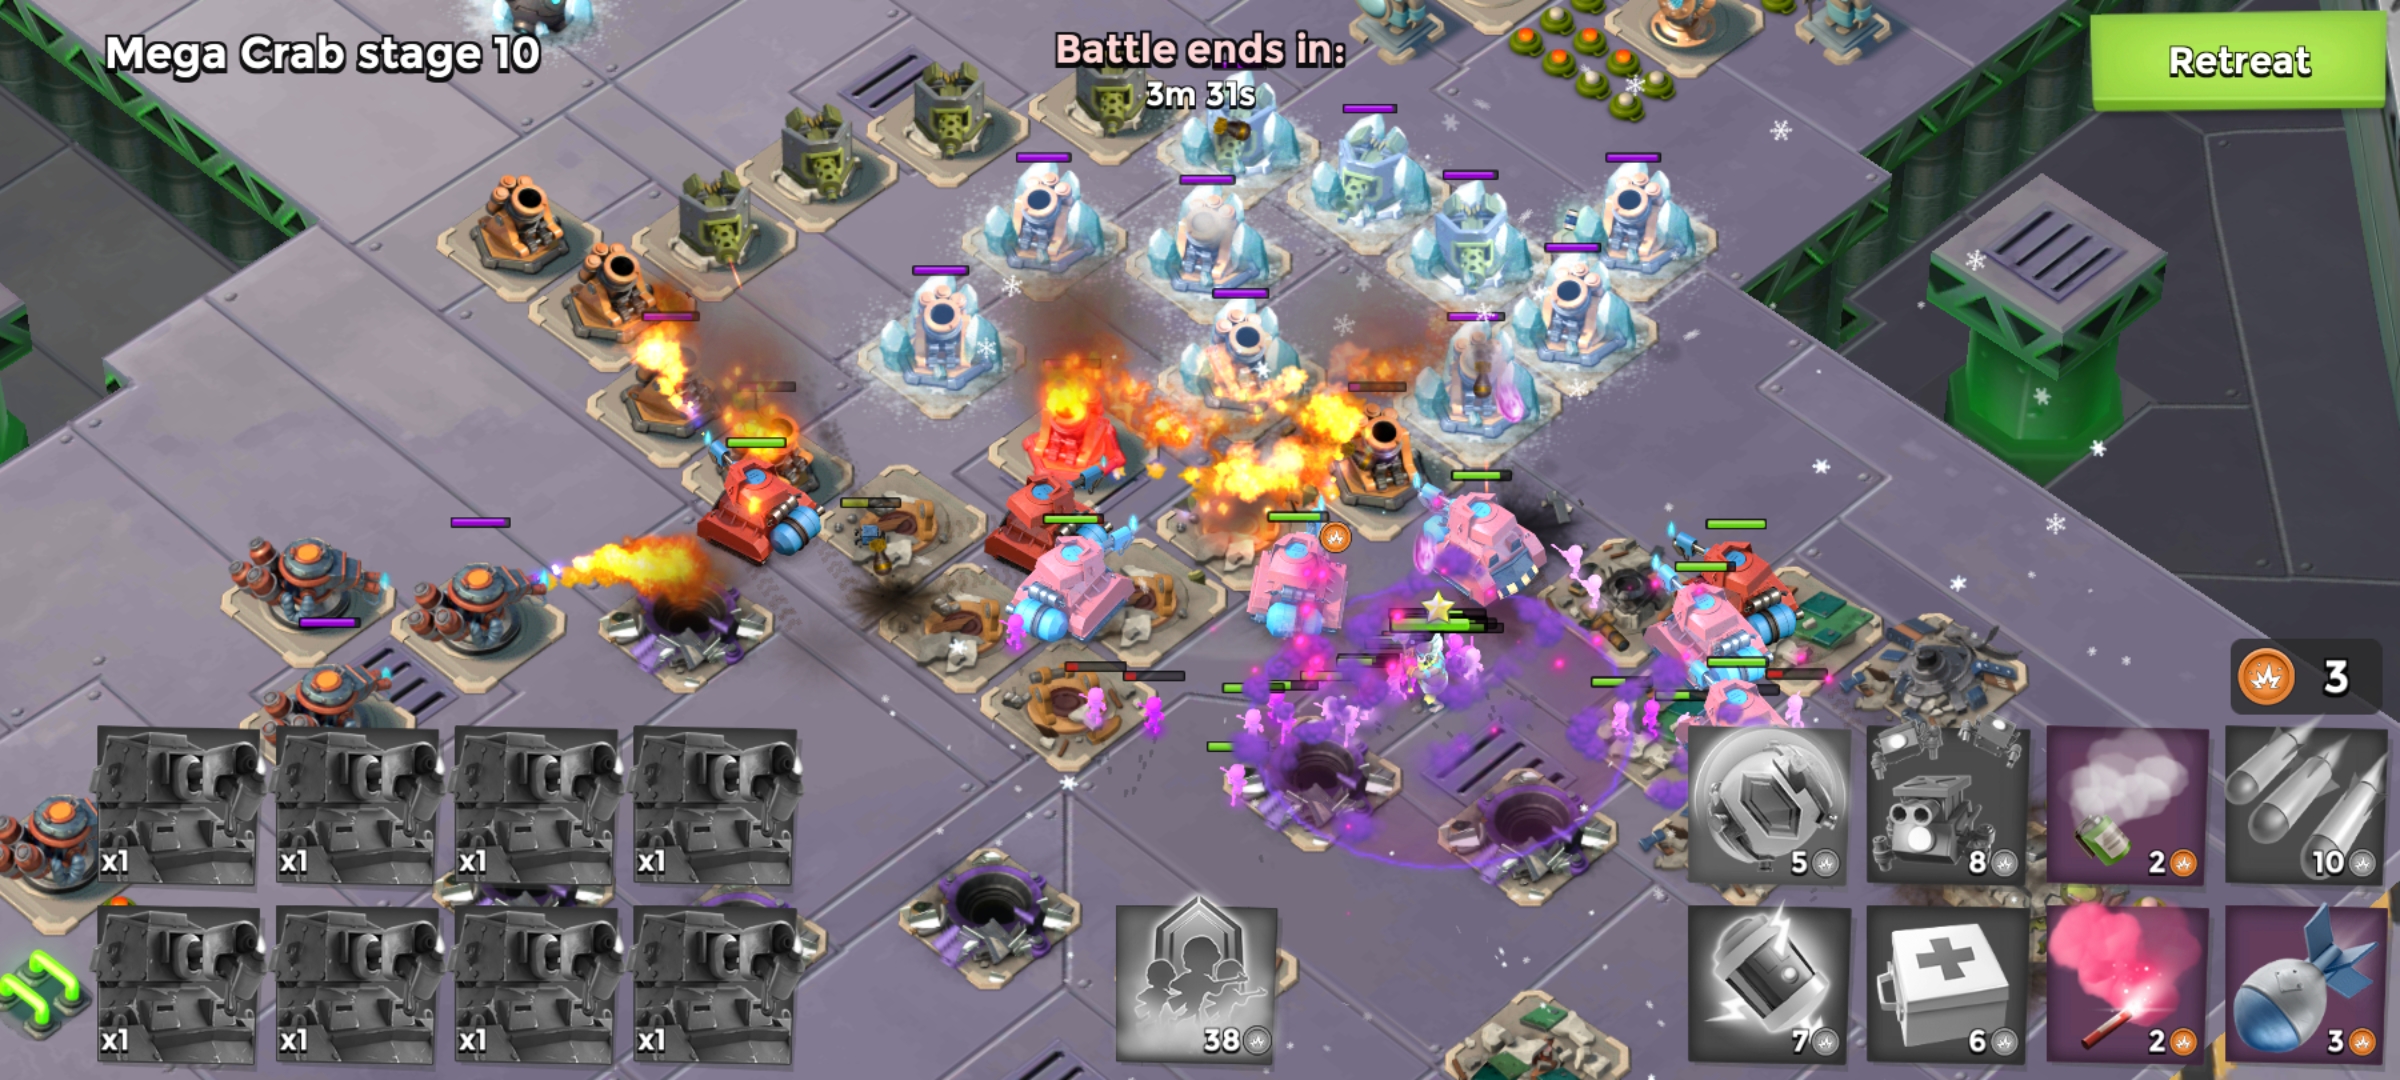 Mega Crab stage 10
Battle ends in:
3m 31s
Retreat
3
x1
x1
x1
x1
5
8
2
10
x1
x1
x1
x1
38
7
6
2
3